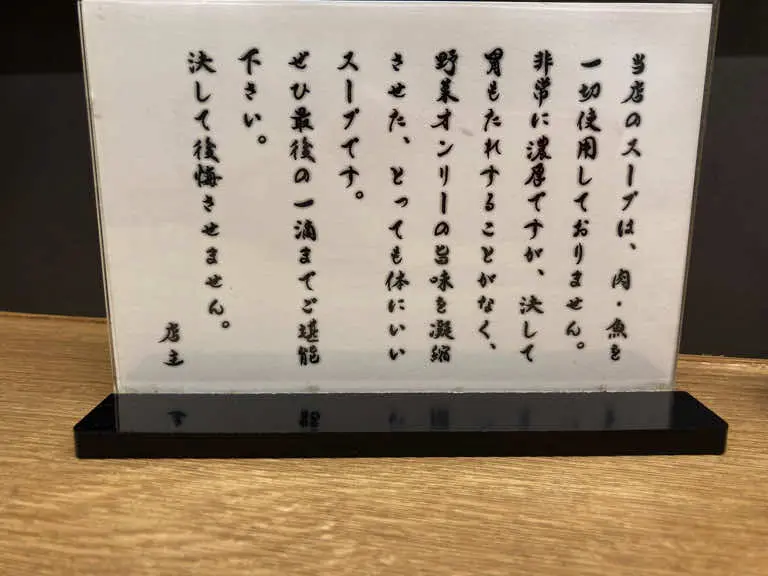 当店のスープは、肉・魚を
一切使用しておりません。
非常に濃厚ですが、決して
胃もたれすることがなく、
野菜オンリーの旨味を凝縮
させた、とっても体にいい
スープです。
ぜひ最後の一滴までご堪能
下さい。
決して後悔させません。
店主